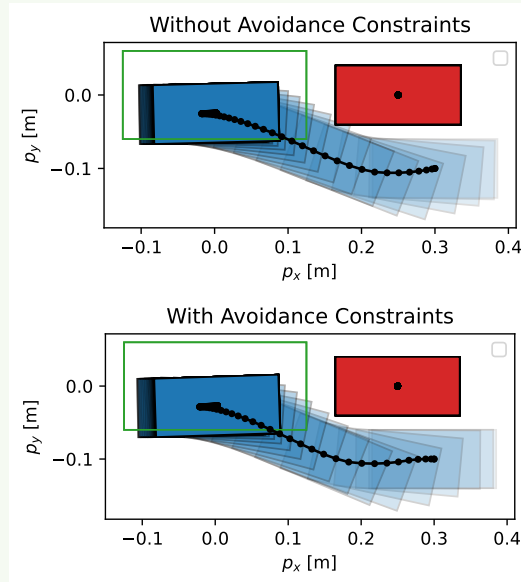 Without Avoidance Constraints
0.0
−0.1
p_y [m]
−0.1 0.0 0.1 0.2 0.3 0.4
p_x [m]
With Avoidance Constraints
0.0
−0.1
p_y [m]
−0.1 0.0 0.1 0.2 0.3 0.4
p_x [m]